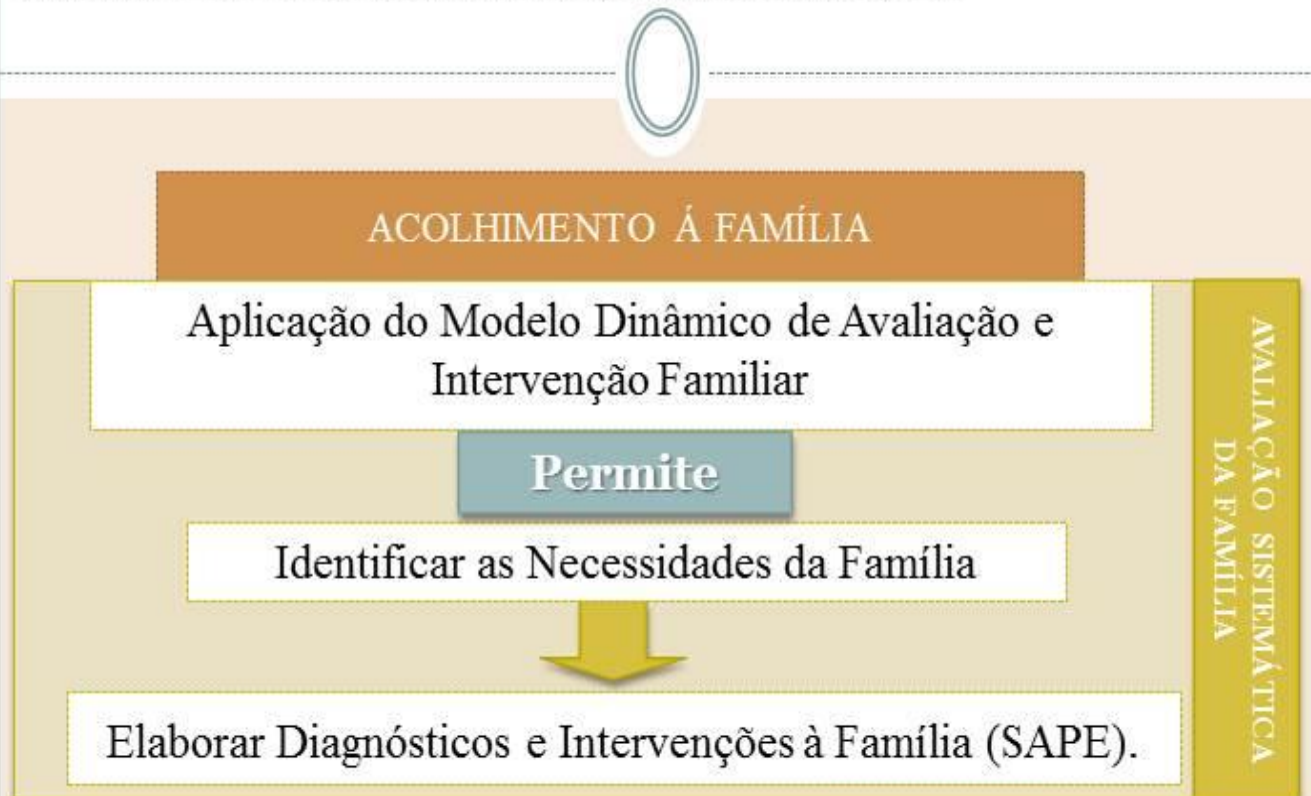 ACOLHIMENTO Á FAMÍLIA
Aplicação do Modelo Dinâmico de Avaliação e
Intervenção Familiar
Permite
Identificar as Necessidades da Família
Elaborar Diagnósticos e Intervenções à Família (SAPE).
AVALIAÇÃO SISTEMÁTICA
DA FAMÍLIA